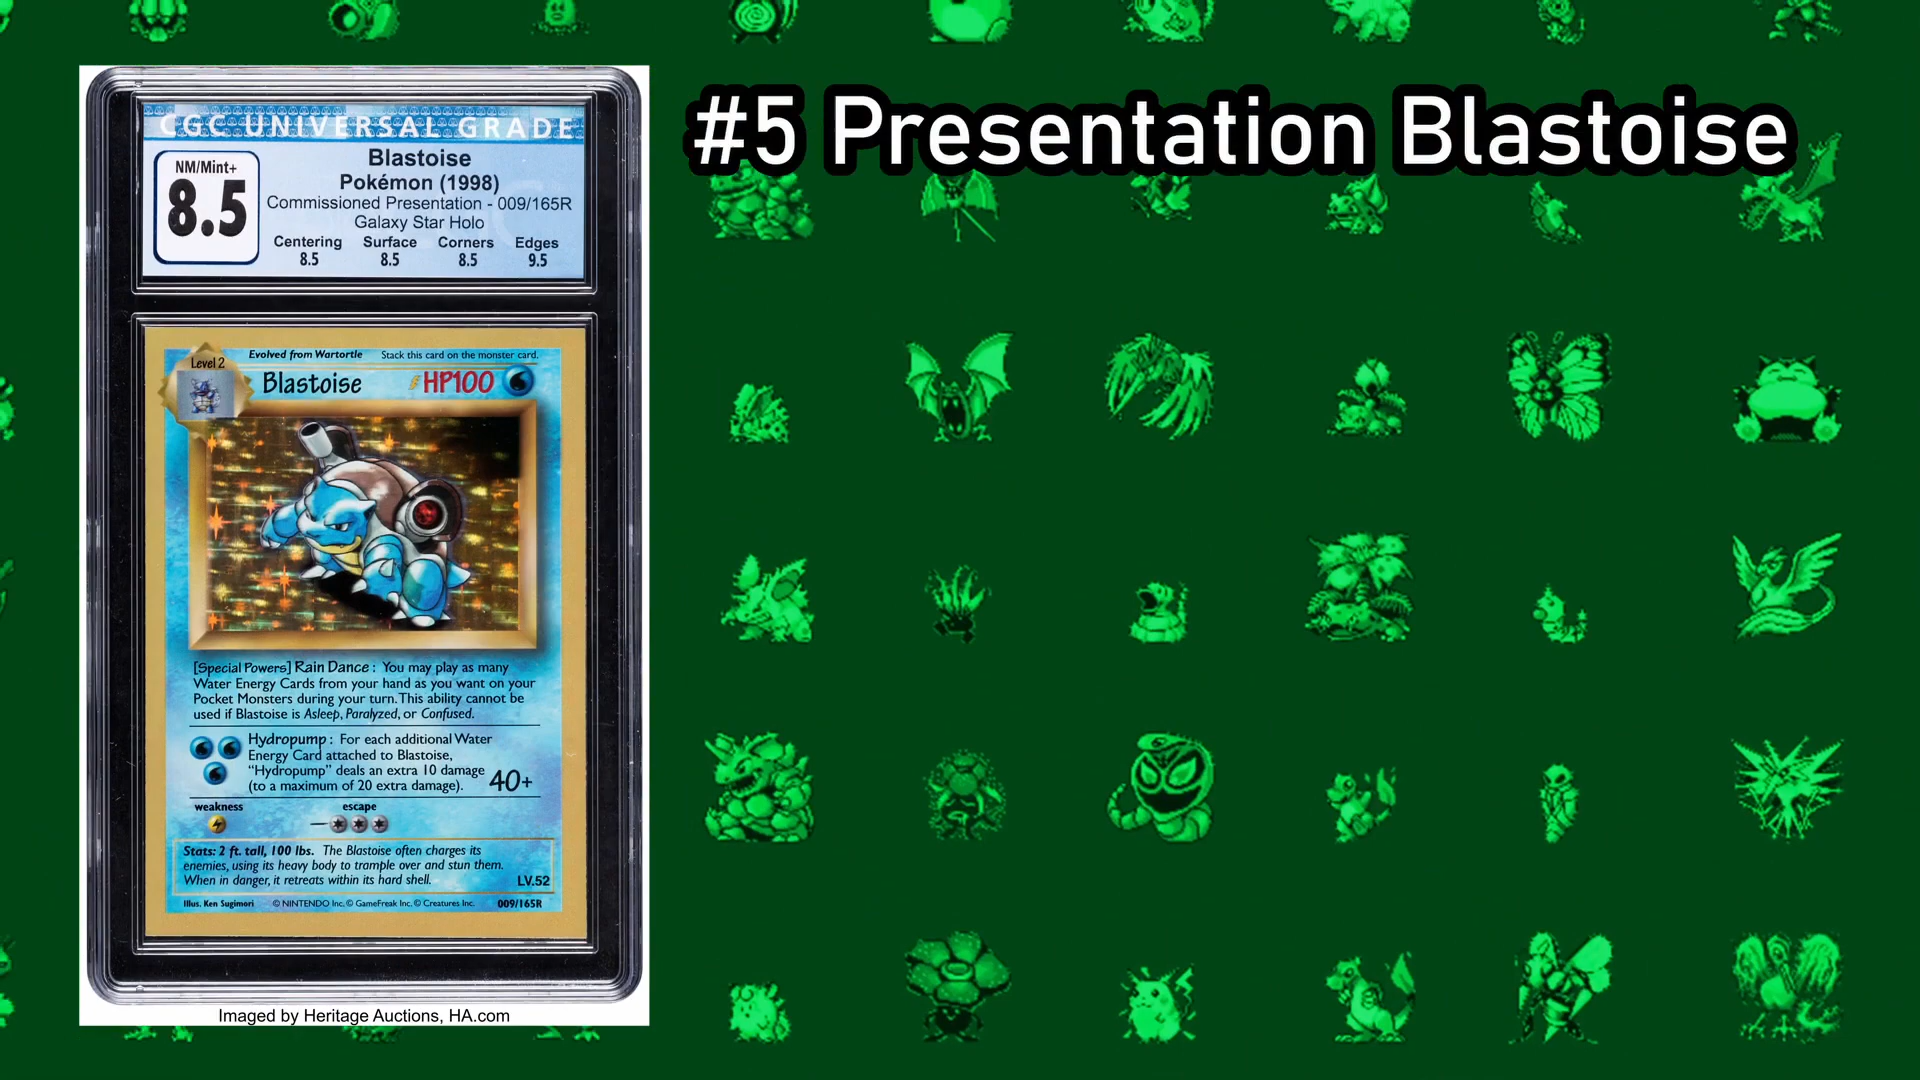 #5 Presentation Blastoise
CGC UNIVERSAL GRADE
NM/Mint+
8.5
Blastoise
Pokémon (1998)
Commissioned Presentation - 009/165R
Galaxy Star Holo
Centering Surface Corners Edges
8.5 8.5 8.5 9.5
Level 2
Evolved from Wartortle Stack this card on the monster card.
Blastoise HP100
[Special Powers] Rain Dance : You may play as many
Water Energy Cards from your hand as you want on your
Pocket Monsters during your turn. This ability cannot be
used if Blastoise is Asleep, Paralyzed, or Confused.
Hydropump : For each additional Water
Energy Card attached to Blastoise,
"Hydropump" deals an extra 10 damage
(to a maximum of 20 extra damage). 40+
weakness escape
Stats: 2 ft. tall, 100 lbs. The Blastoise often charges its
enemies, using its heavy body to trample over and stun them.
When in danger, it retreats within its hard shell. LV.52
Illus. Ken Sugimori © NINTENDO Inc. © GameFreak Inc. © Creatures Inc. 009/165R
Imaged by Heritage Auctions, HA.com